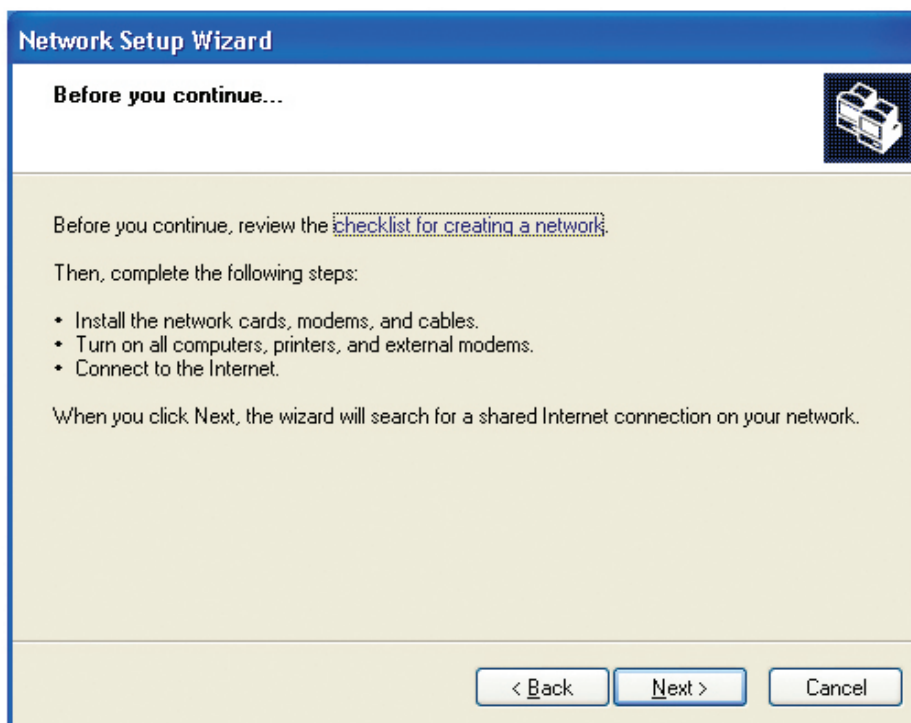 Network Setup Wizard
Before you continue...
Before you continue, review the checklist for creating a network.
Then, complete the following steps:
• Install the network cards, modems, and cables.
• Turn on all computers, printers, and external modems.
• Connect to the Internet.
When you click Next, the wizard will search for a shared Internet connection on your network.
< Back Next > Cancel